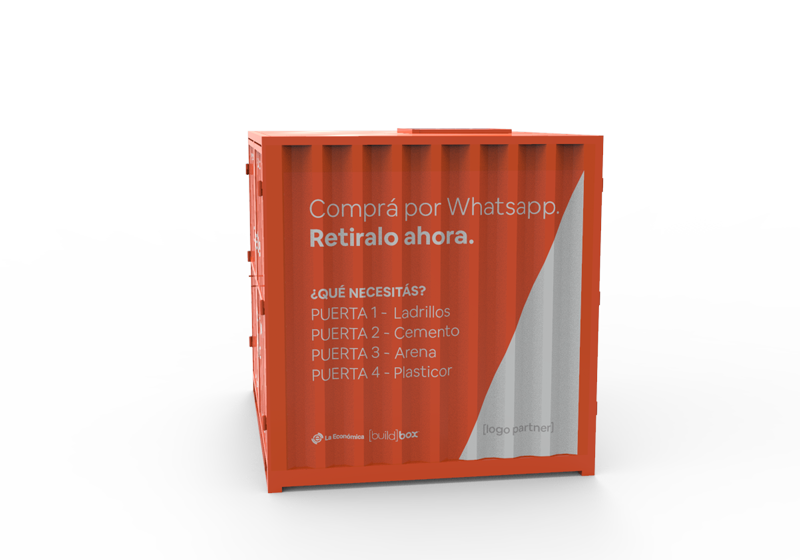 Comprá por Whatsapp.
Retiralo ahora.
¿QUÉ NECESITÁS?
PUERTA 1 - Ladrillos
PUERTA 2 - Cemento
PUERTA 3 - Arena
PUERTA 4 - Plasticor
La Económica [build]box
[logo partner]